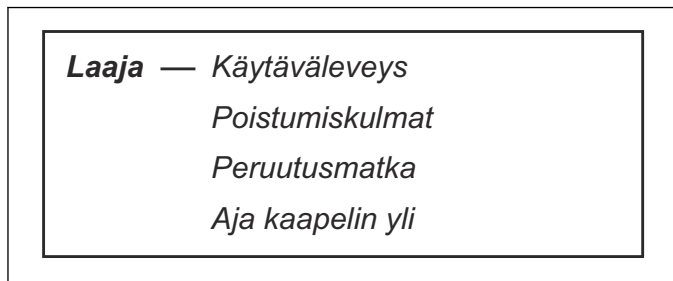 Laaja — Käytäväleveys
Poistumiskulmat
Peruutusmatka
Aja kaapelin yli